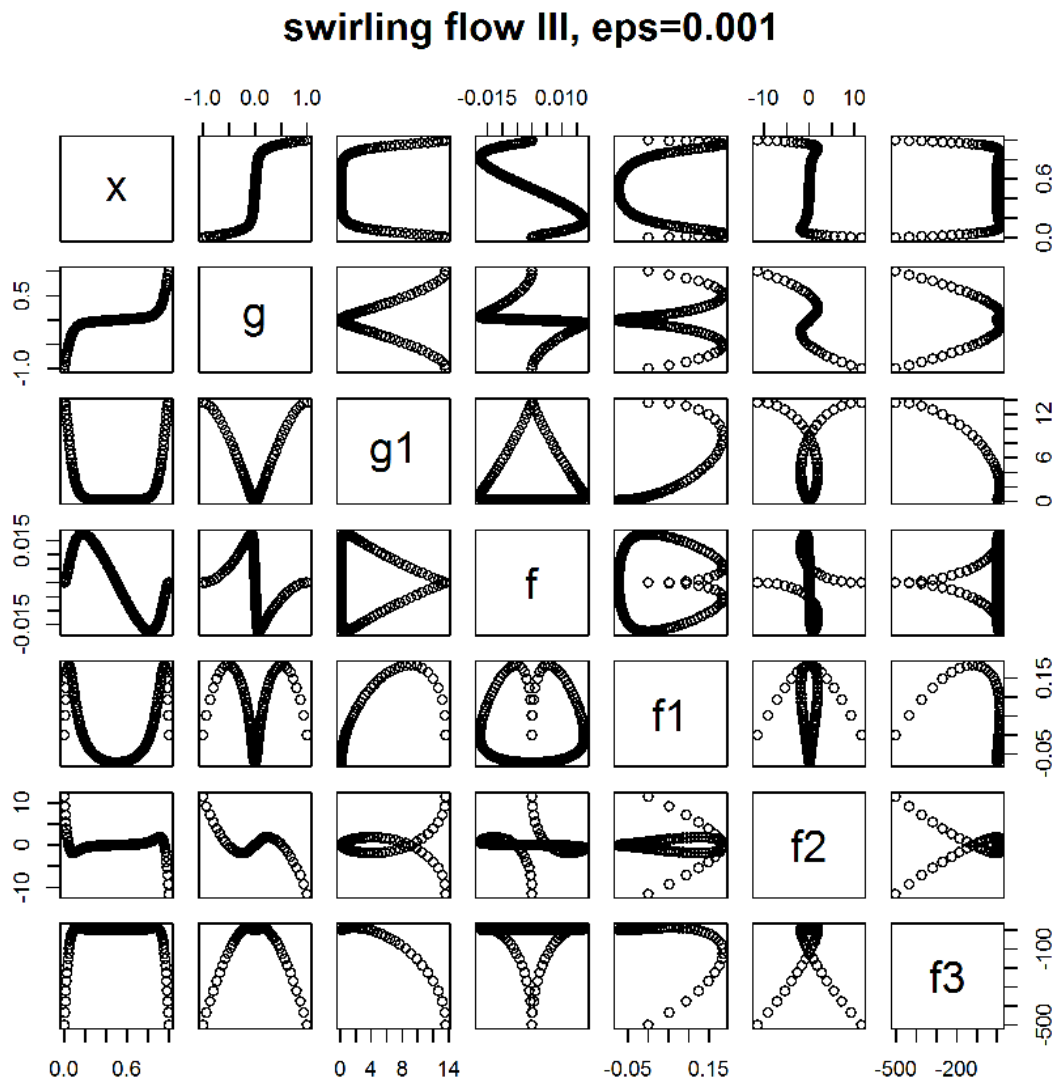 swirling flow III, eps=0.001
-1.0 0.0 1.0
-0.015 0.010
-10 0 10
x
0.0 0.6
g
-1.0 0.5
g1
0 6 12
f
-0.015 0.015
f1
-0.05 0.15
f2
-10 0 10
f3
-500 -100
0.0 0.6
0 4 8 14
-0.05 0.15
-500 -200